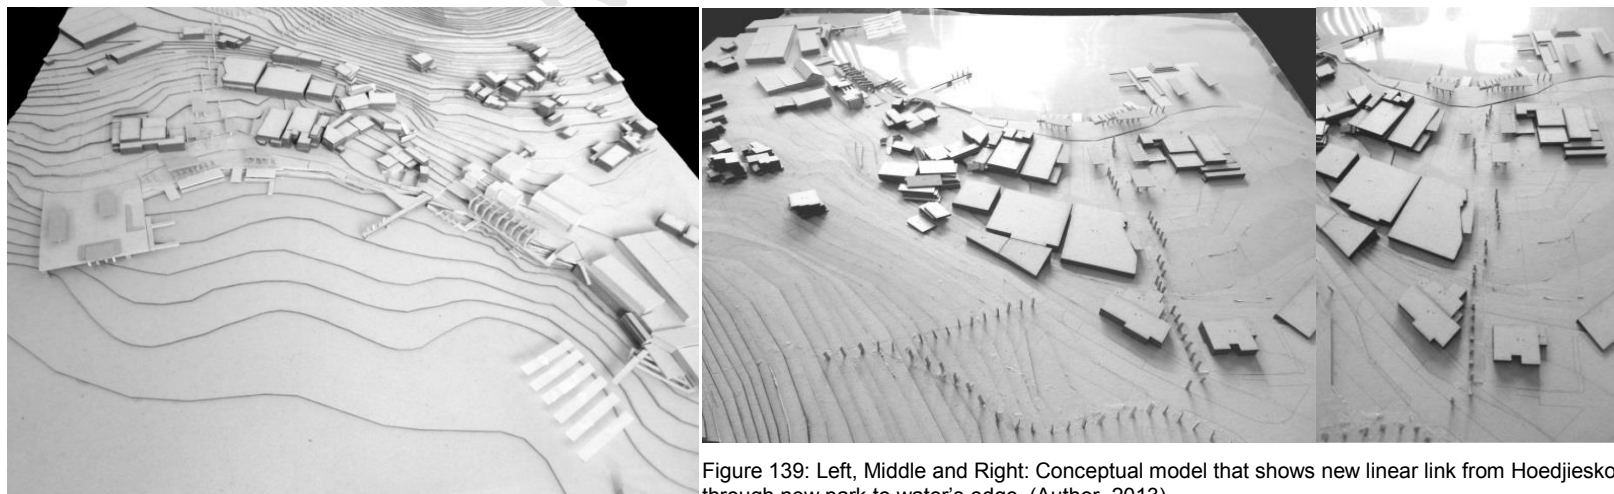 Figure 139: Left, Middle and Right: Conceptual model that shows new linear link from Hoedjiesko
through new park to water's edge. (Author, 2013)